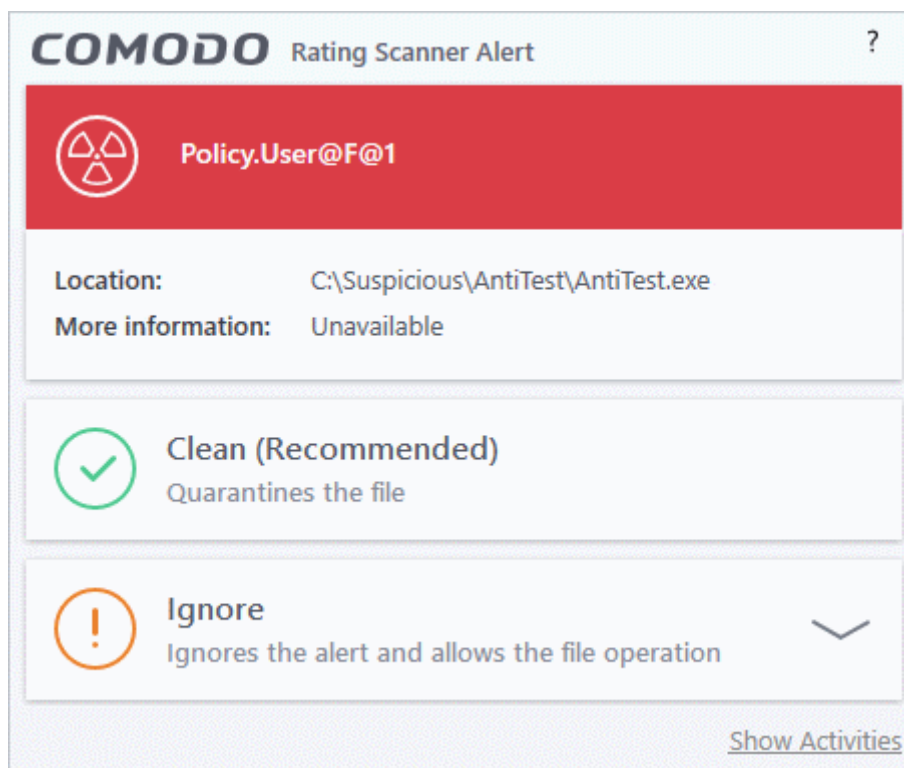 COMODO Rating Scanner Alert ?
Policy.User@F@1
Location: C:\Suspicious\AntiTest\AntiTest.exe
More information: Unavailable
Clean (Recommended)
Quarantines the file
Ignore
Ignores the alert and allows the file operation
Show Activities